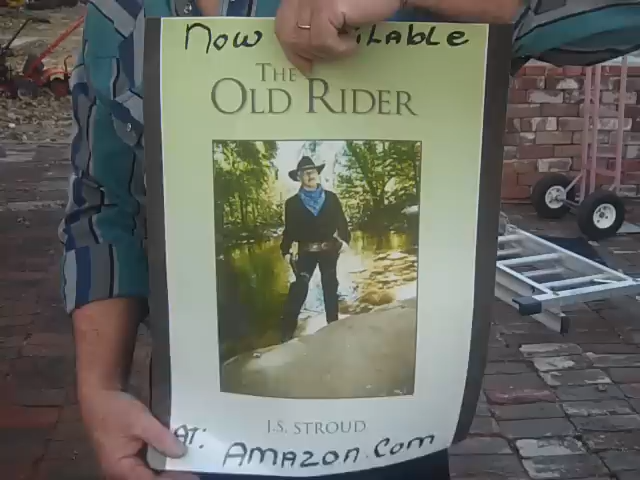 Now Available
THE
OLD RIDER
J.S. STROUD
AT:
AMAZON.Com